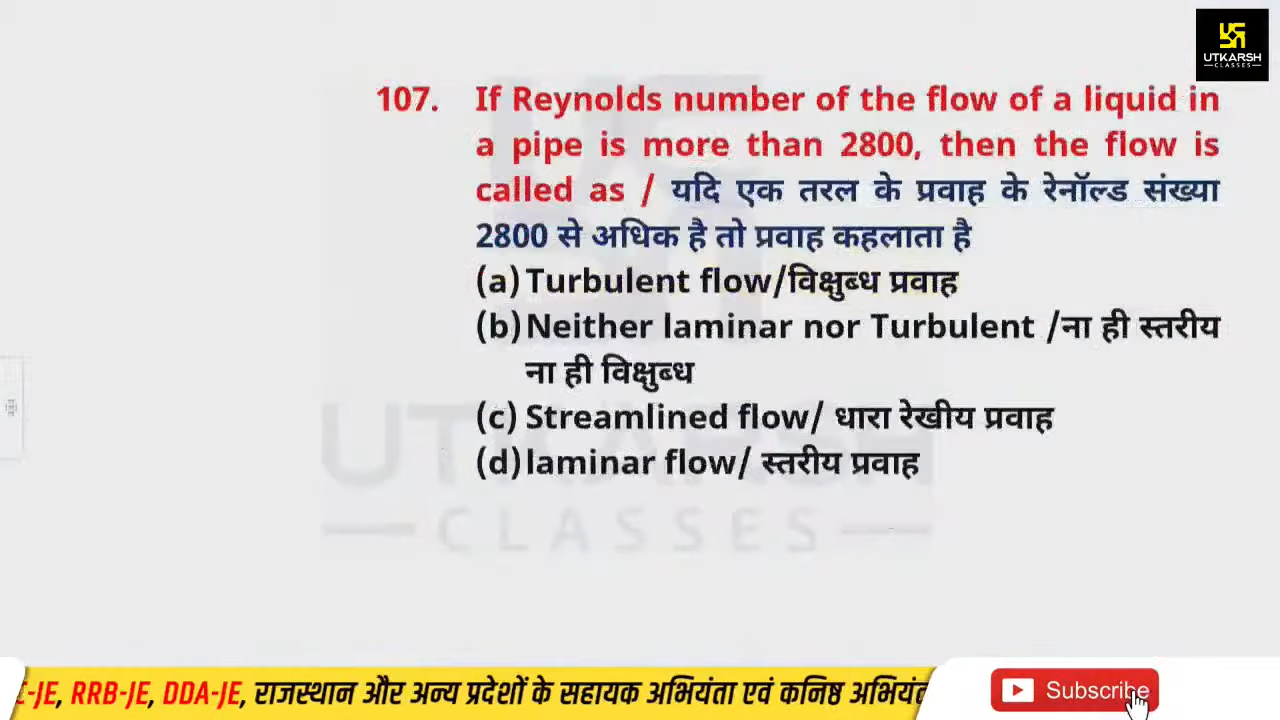 UTKARSH
CLASSES
107. If Reynolds number of the flow of a liquid in
a pipe is more than 2800, then the flow is
called as / यदि एक तरल के प्रवाह के रेनॉल्ड संख्या
2800 से अधिक है तो प्रवाह कहलाता है
(a) Turbulent flow/विक्षुब्ध प्रवाह
(b) Neither laminar nor Turbulent /ना ही स्तरीय
ना ही विक्षुब्ध
(c) Streamlined flow/ धारा रेखीय प्रवाह
(d) laminar flow/ स्तरीय प्रवाह
UTKARSH
CLASSES
-JE, RRB-JE, DDA-JE, राजस्थान और अन्य प्रदेशों के सहायक अभियंता एवं कनिष्ठ
Subscribe